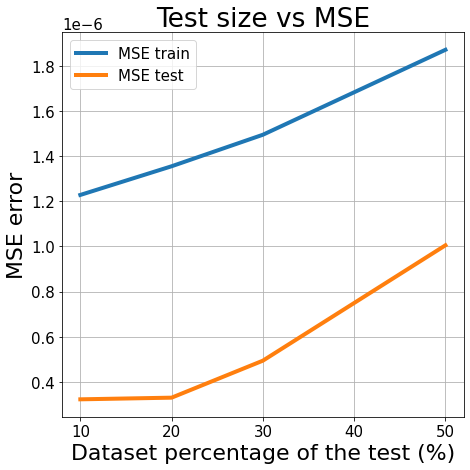 Test size vs MSE
1e−6
MSE train
MSE test
1.8
1.6
1.4
1.2
1.0
0.8
0.6
0.4
MSE error
10 20 30 40 50
Dataset percentage of the test (%)